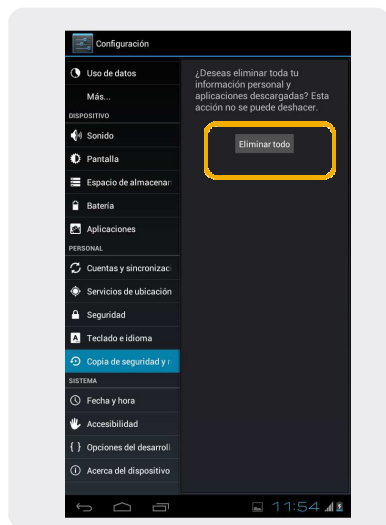 Configuración
Uso de datos
Más...
DISPOSITIVO
Sonido
Pantalla
Espacio de almacenar
Batería
Aplicaciones
PERSONAL
Cuentas y sincronizaci
Servicios de ubicación
Seguridad
Teclado e idioma
Copia de seguridad y r
SISTEMA
Fecha y hora
Accesibilidad
{ } Opciones del desarroll
Acerca del dispositivo
¿Deseas eliminar toda tu
información personal y
aplicaciones descargadas? Esta
acción no se puede deshacer.
Eliminar todo
11:54